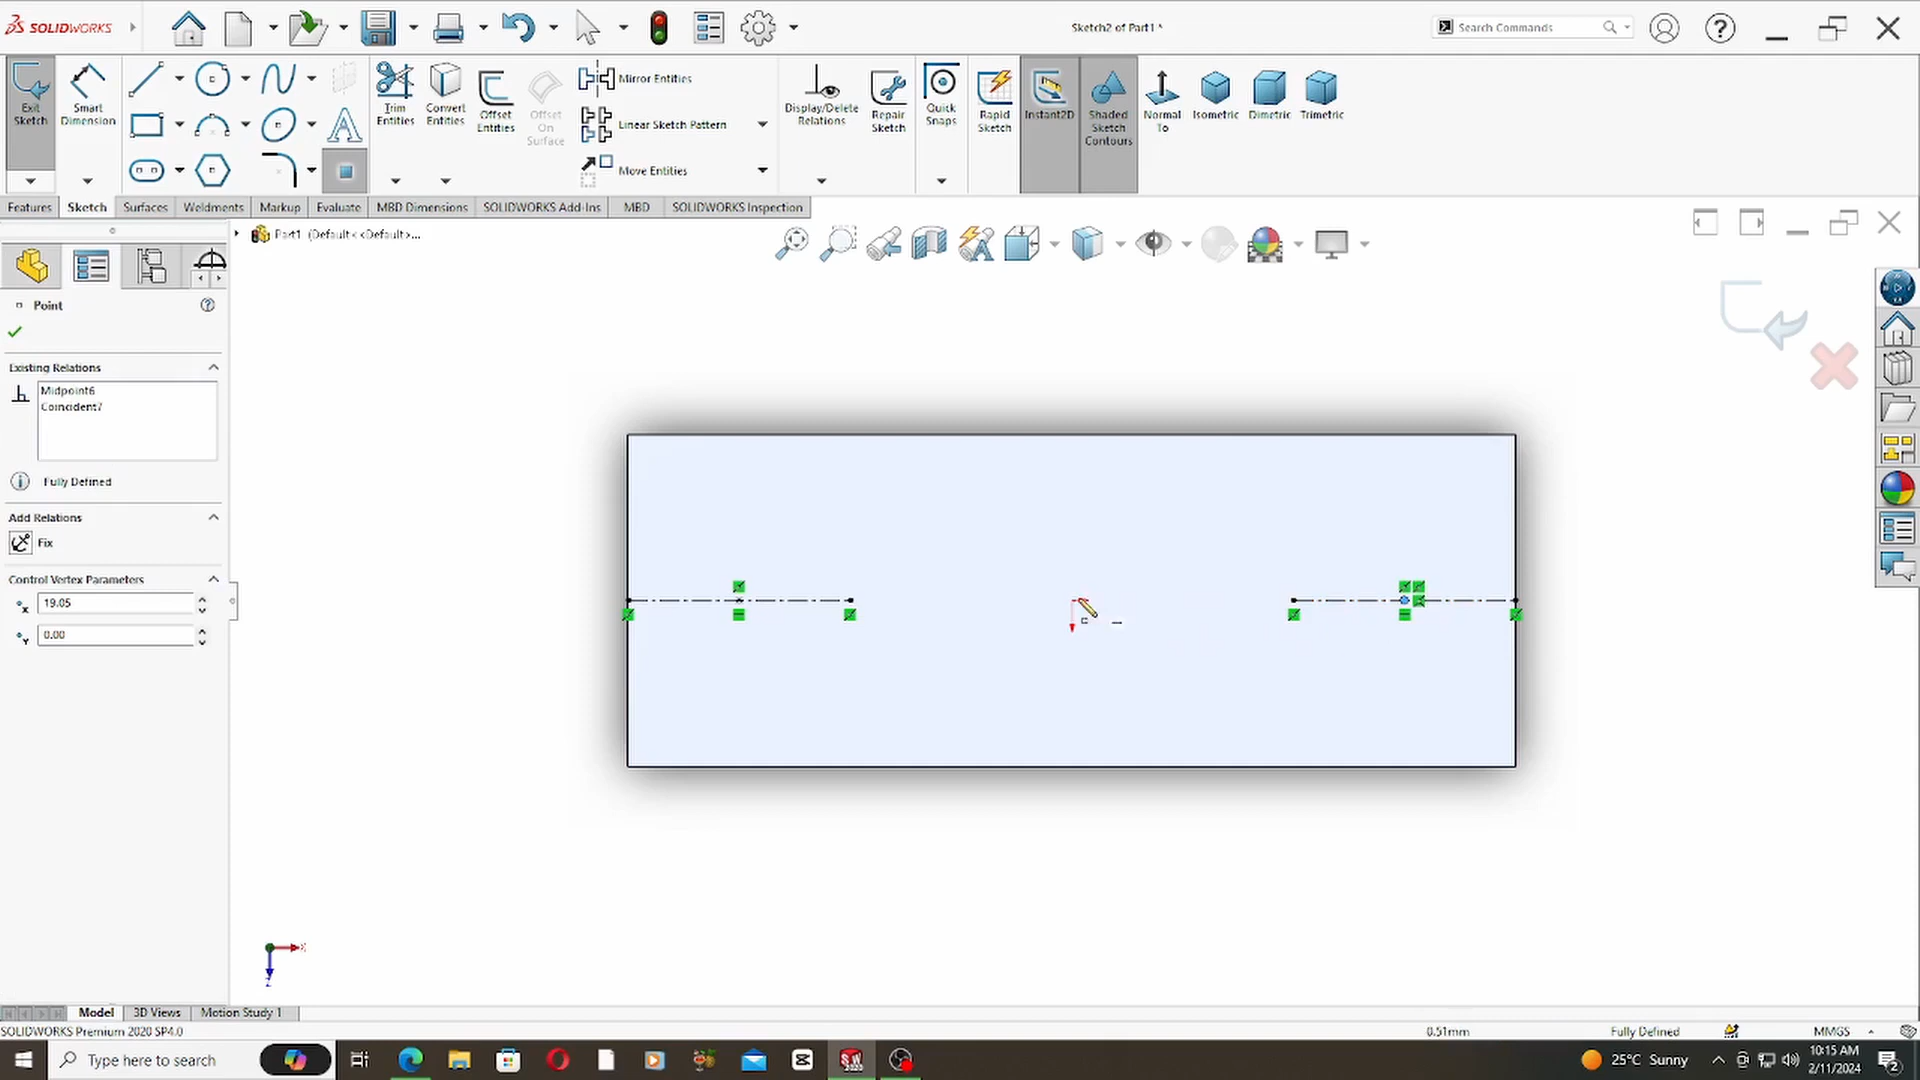 SOLIDWORKS
Sketch2 of Part1 *
Search Commands
Exit Sketch
Smart Dimension
Trim Entities
Convert Entities
Offset Entities
Offset On Surface
Mirror Entities
Linear Sketch Pattern
Move Entities
Display/Delete Relations
Repair Sketch
Quick Snaps
Rapid Sketch
Instant2D
Shaded Sketch Contours
Normal To
Isometric
Dimetric
Trimetric
Features
Sketch
Surfaces
Weldments
Markup
Evaluate
MBD Dimensions
SOLIDWORKS Add-Ins
MBD
SOLIDWORKS Inspection
Part1 (Default<<Default>...
Point
Existing Relations
Midpoint6
Coincident7
Fully Defined
Add Relations
Fix
Control Vertex Parameters
X 19.05
Y 0.00
X
Z
Model
3D Views
Motion Study 1
SOLIDWORKS Premium 2020 SP4.0
0.51mm
Fully Defined
MMGS
Type here to search
25°C Sunny
10:15 AM
2/11/2024
2